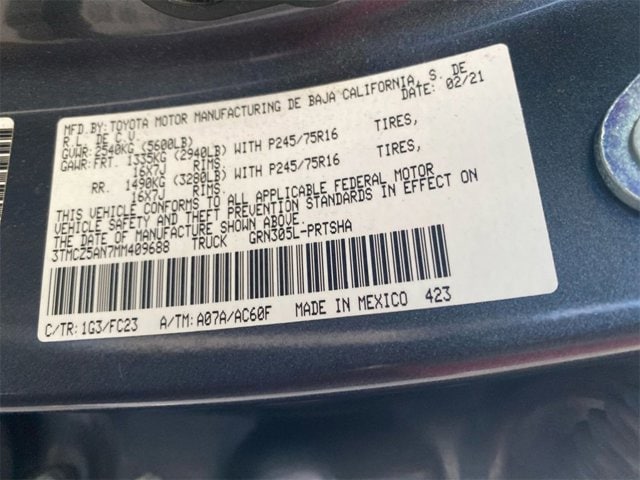 MFD.BY: TOYOTA MOTOR MANUFACTURING DE BAJA CALIFORNIA, S. DE
R.L. DE C.V. DATE: 02/21
GVWR: 2540KG (5600LB)
GAWR: FRT. 1335KG (2940LB) WITH P245/75R16 TIRES,
16X7J RIMS.
RR. 1490KG (3280LB) WITH P245/75R16 TIRES,
16X7J RIMS.
THIS VEHICLE CONFORMS TO ALL APPLICABLE FEDERAL MOTOR
VEHICLE SAFETY AND THEFT PREVENTION STANDARDS IN EFFECT ON
THE DATE OF MANUFACTURE SHOWN ABOVE.
3TMCZ5AN7MM409688 TRUCK GRN305L-PRTSHA
C/TR: 1G3/FC23 A/TM: A07A/AC60F MADE IN MEXICO 423